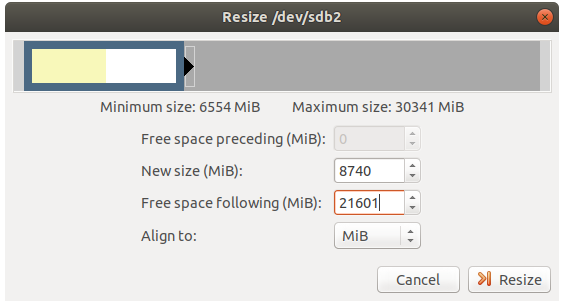 Resize /dev/sdb2
Minimum size: 6554 MiB Maximum size: 30341 MiB
Free space preceding (MiB): 0
New size (MiB): 8740
Free space following (MiB): 21601
Align to: MiB
Cancel Resize